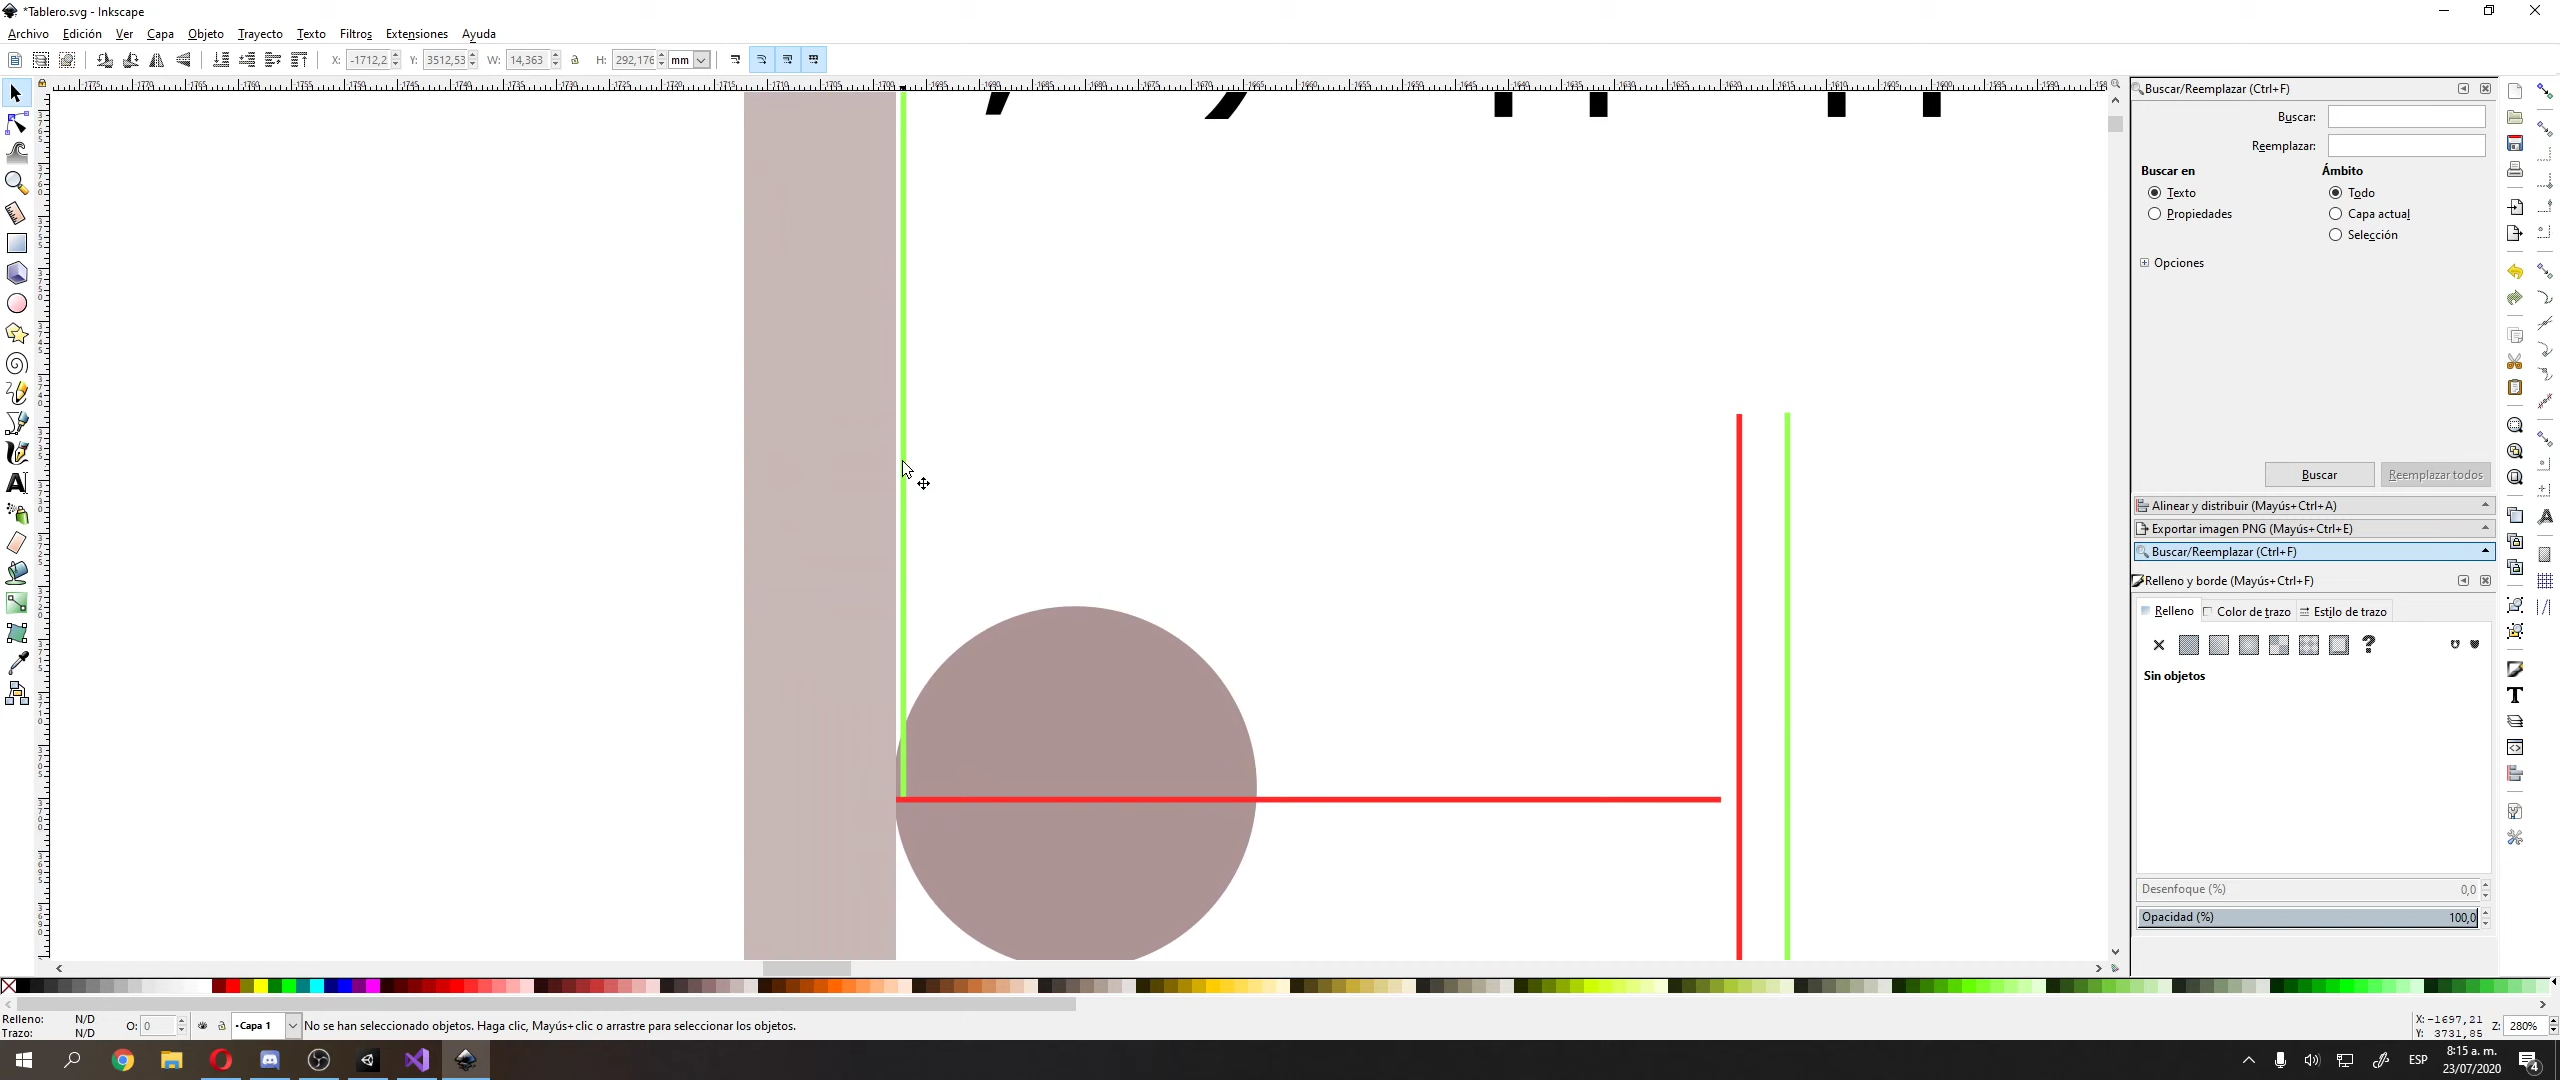 *Tablero.svg - Inkscape
Archivo Edición Ver Capa Objeto Trayecto Texto Filtros Extensiones Ayuda
X: -1712,2 Y: 3512,53 W: 14,363 H: 292,176 mm
Buscar/Reemplazar (Ctrl+F)
Buscar:
Reemplazar:
Buscar en Ámbito
Texto Todo
Propiedades Capa actual
Selección
Opciones
Buscar Reemplazar todos
Alinear y distribuir (Mayús+Ctrl+A)
Exportar imagen PNG (Mayús+Ctrl+E)
Buscar/Reemplazar (Ctrl+F)
Relleno y borde (Mayús+Ctrl+F)
Relleno Color de trazo Estilo de trazo
Sin objetos
Desenfoque (%) 0,0
Opacidad (%) 100,0
Relleno: N/D
Trazo: N/D
O: 0
Capa 1 No se han seleccionado objetos. Haga clic, Mayús+clic o arrastre para seleccionar los objetos.
X: -1697,21
Y: 3731,85
Z: 280%
ESP
8:15 a. m.
23/07/2020
4